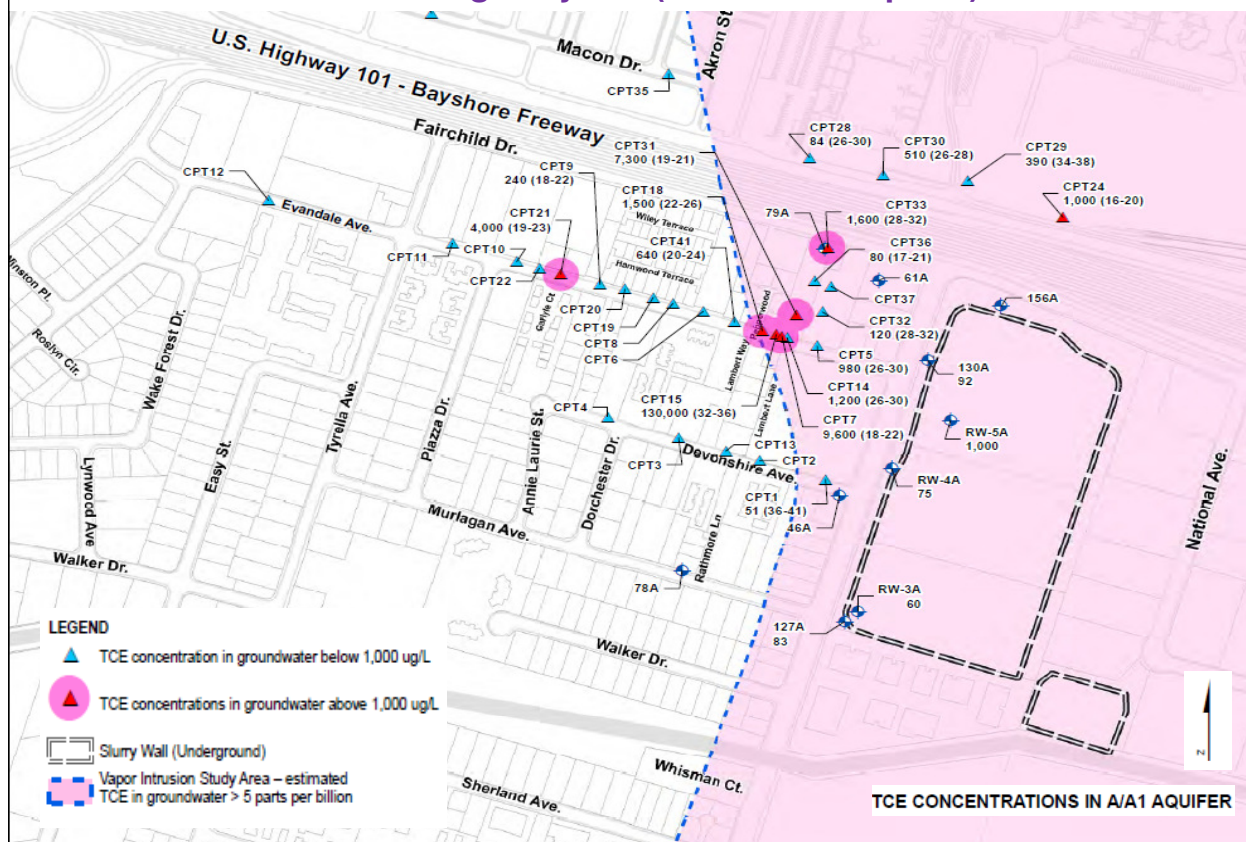 Macon Dr.
Akron St
U.S. Highway 101 - Bayshore Freeway
CPT35
Fairchild Dr.
CPT31
7,300 (19-21)
CPT28
84 (26-30)
CPT30
510 (26-28)
CPT29
390 (34-38)
CPT9
240 (18-22)
CPT12
CPT18
1,500 (22-26)
CPT24
1,000 (16-20)
Evandale Ave.
CPT21
4,000 (19-23)
Wiley Terrace
79A
CPT33
1,600 (28-32)
CPT11
CPT10
CPT41
640 (20-24)
CPT36
80 (17-21)
Winston Pl.
CPT22
Hamwood Terrace
61A
CPT37
156A
Carlyle Ct
CPT20
CPT19
CPT8
CPT6
CPT32
120 (28-32)
Roslyn Cir.
Wake Forest Dr.
Lambert Way
CPT5
980 (26-30)
130A
92
Tyrella Ave.
Piazza Dr.
CPT15
130,000 (32-36)
CPT14
1,200 (26-30)
CPT4
Lambert Lane
CPT7
9,600 (18-22)
RW-5A
1,000
Easy St.
Annie Laurie St.
Dorchester Dr.
CPT13
CPT3
Devonshire Ave.
CPT2
RW-4A
75
Lynnwood Ave
CPT1
51 (36-41)
46A
National Ave.
Murlagan Ave.
Rathmore Ln
Walker Dr.
78A
RW-3A
60
127A
83
LEGEND
TCE concentration in groundwater below 1,000 ug/L
Walker Dr.
TCE concentrations in groundwater above 1,000 ug/L
Slurry Wall (Underground)
Vapor Intrusion Study Area – estimated
TCE in groundwater > 5 parts per billion
Whisman Ct.
Sherland Ave.
z
TCE CONCENTRATIONS IN A/A1 AQUIFER